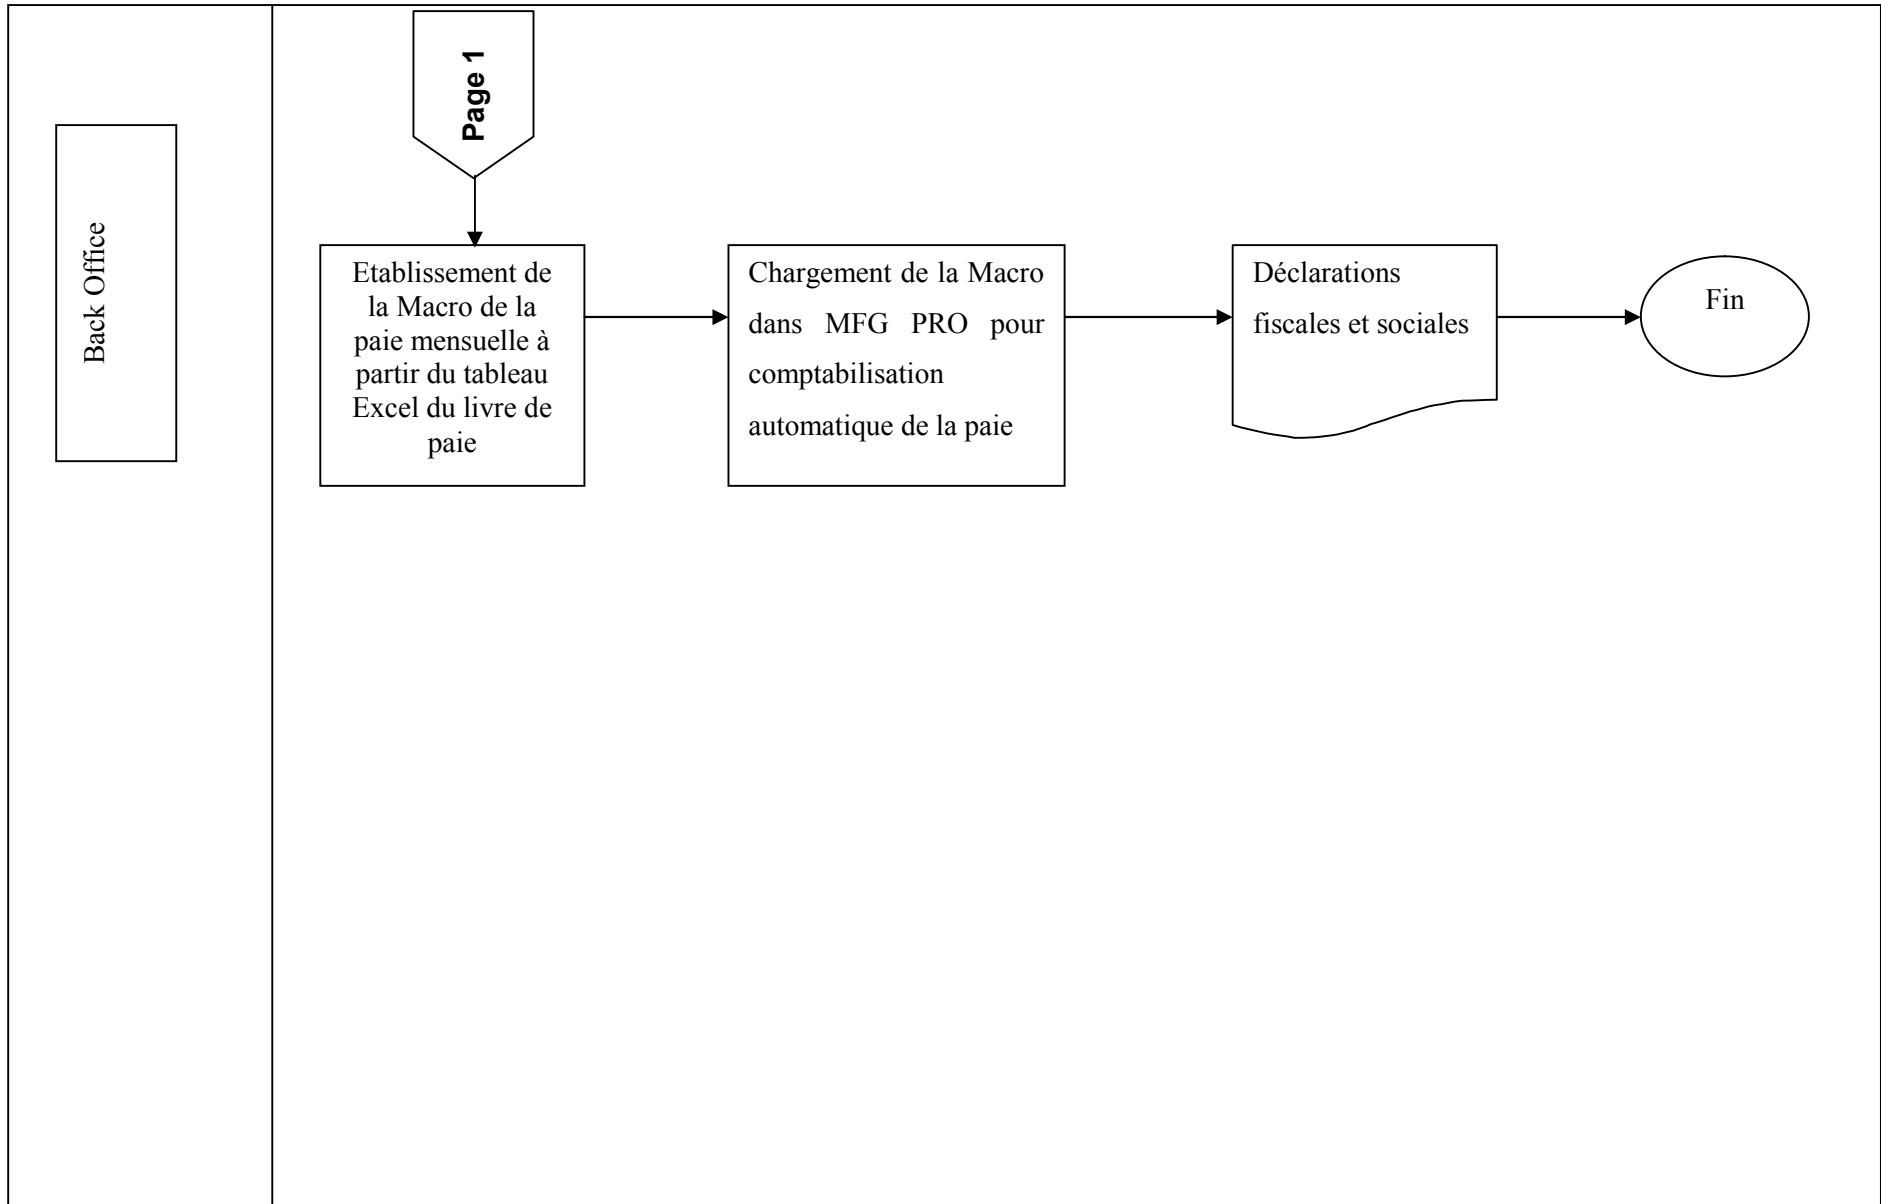 Page 1
Back Office
Etablissement de
la Macro de la
paie mensuelle à
partir du tableau
Excel du livre de
paie
Chargement de la Macro
dans MFG PRO pour
comptabilisation
automatique de la paie
Déclarations
fiscales et sociales
Fin